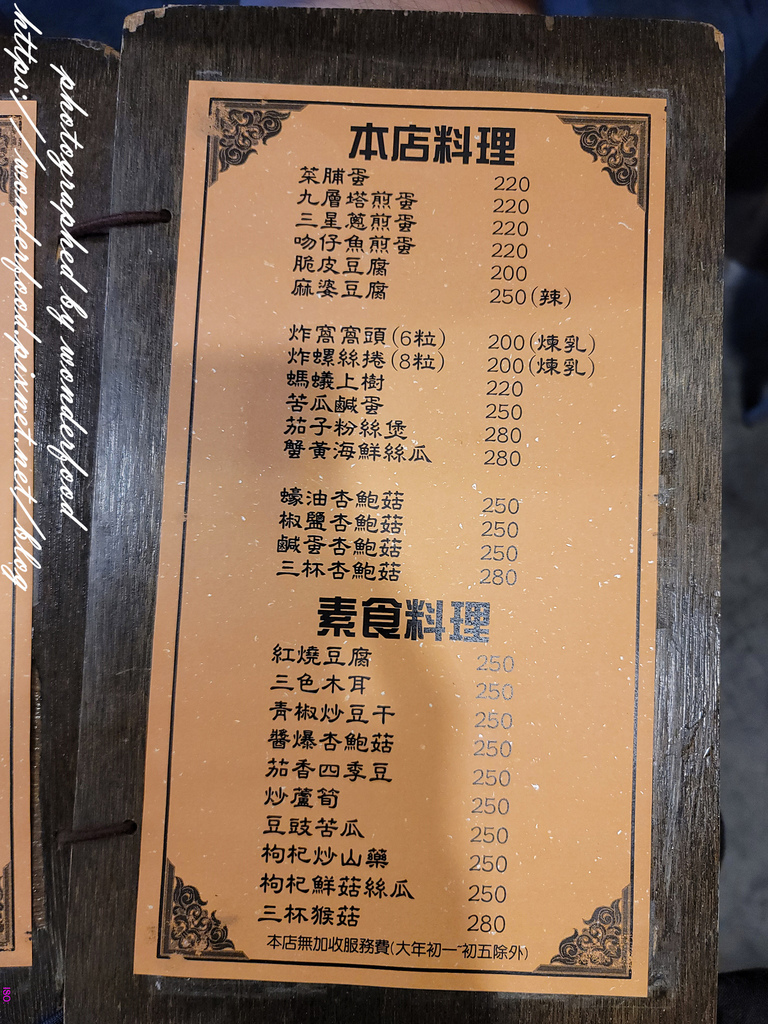 本店料理
菜脯蛋 220
九層塔煎蛋 220
三星蔥煎蛋 220
吻仔魚煎蛋 220
脆皮豆腐 200
麻婆豆腐 250(辣)
炸窩窩頭(6粒) 200(煉乳)
炸螺絲捲(8粒) 200(煉乳)
螞蟻上樹 220
苦瓜鹹蛋 250
茄子粉絲煲 280
蟹黃海鮮絲瓜 280
蠔油杏鮑菇 250
椒鹽杏鮑菇 250
鹹蛋杏鮑菇 250
三杯杏鮑菇 280
素食料理
紅燒豆腐 250
三色木耳 250
青椒炒豆干 250
醬爆杏鮑菇 250
茄香四季豆 250
炒蘆筍 250
豆豉苦瓜 250
枸杞炒山藥 250
枸杞鮮菇絲瓜 250
三杯猴菇 280
本店無加收服務費(大年初一~初五除外)
photographed by wonderfood
https://wonderfood.pixnet.net/blog
ISO: